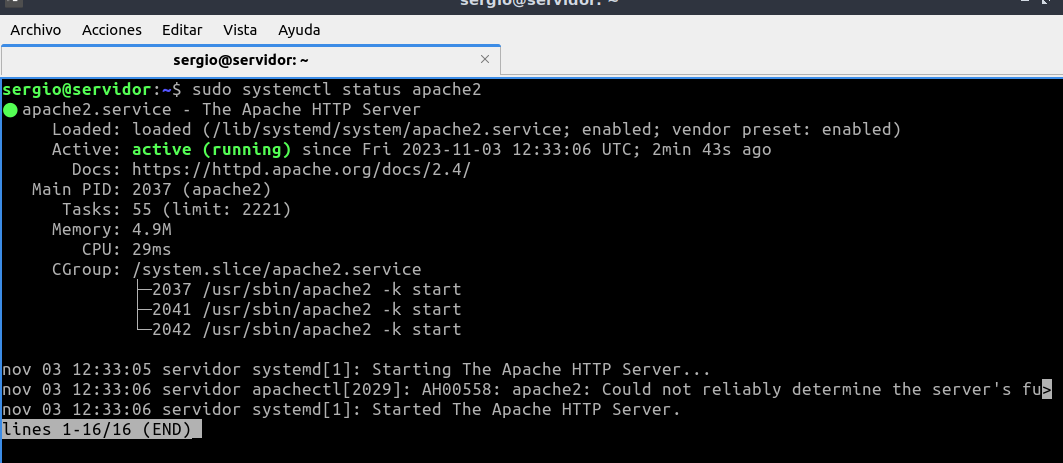 sergio@servidor: ~
Archivo Acciones Editar Vista Ayuda
sergio@servidor: ~ ×
sergio@servidor:~$ sudo systemctl status apache2
● apache2.service - The Apache HTTP Server
     Loaded: loaded (/lib/systemd/system/apache2.service; enabled; vendor preset: enabled)
     Active: active (running) since Fri 2023-11-03 12:33:06 UTC; 2min 43s ago
       Docs: https://httpd.apache.org/docs/2.4/
   Main PID: 2037 (apache2)
      Tasks: 55 (limit: 2221)
     Memory: 4.9M
        CPU: 29ms
     CGroup: /system.slice/apache2.service
             ├─2037 /usr/sbin/apache2 -k start
             ├─2041 /usr/sbin/apache2 -k start
             └─2042 /usr/sbin/apache2 -k start
nov 03 12:33:05 servidor systemd[1]: Starting The Apache HTTP Server...
nov 03 12:33:06 servidor apachectl[2029]: AH00558: apache2: Could not reliably determine the server's fu>
nov 03 12:33:06 servidor systemd[1]: Started The Apache HTTP Server.
lines 1-16/16 (END)